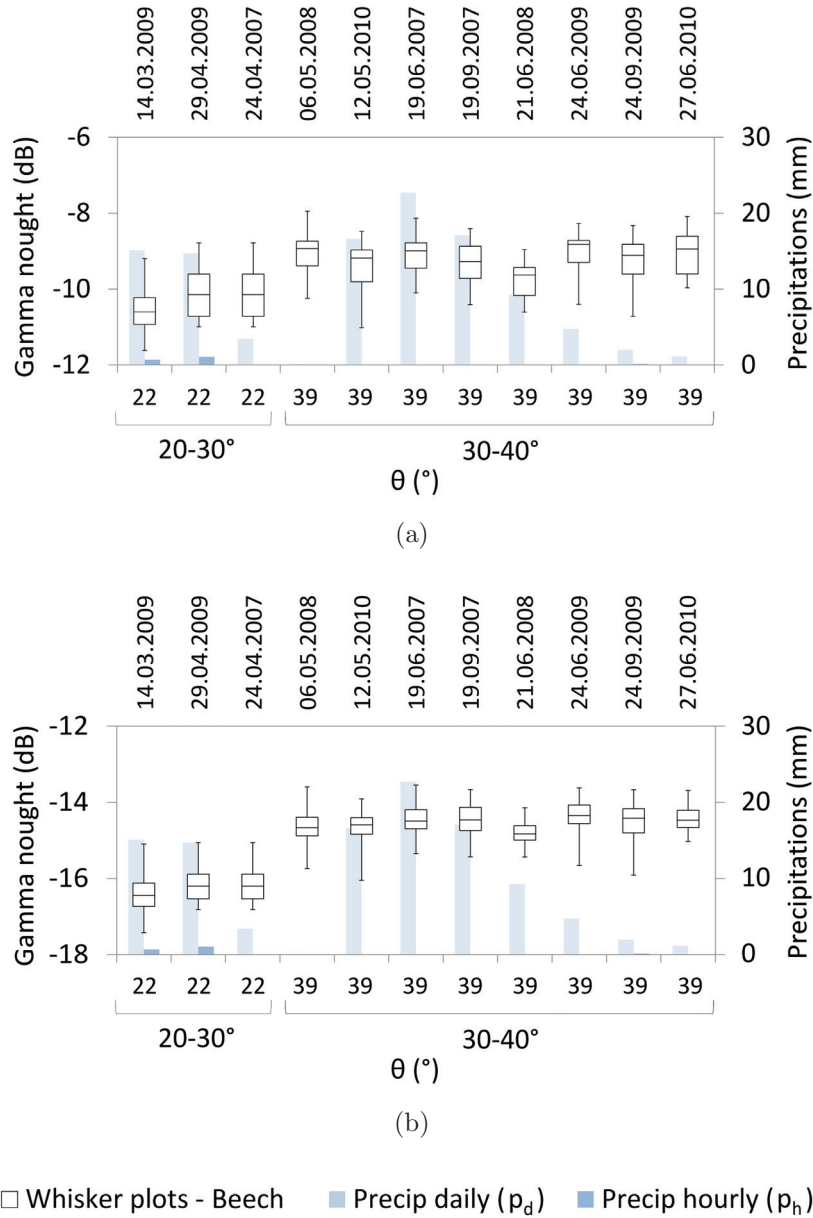 14.03.2009 29.04.2009 24.04.2007 06.05.2008 12.05.2010 19.06.2007 19.09.2007 21.06.2008 24.06.2009 24.09.2009 27.06.2010
Gamma nought (dB)
-6
-8
-10
-12
30
20
10
0
Precipitations (mm)
22 22 22 39 39 39 39 39 39 39 39
20-30° 30-40°
θ (°)
(a)
14.03.2009 29.04.2009 24.04.2007 06.05.2008 12.05.2010 19.06.2007 19.09.2007 21.06.2008 24.06.2009 24.09.2009 27.06.2010
Gamma nought (dB)
-12
-14
-16
-18
30
20
10
0
Precipitations (mm)
22 22 22 39 39 39 39 39 39 39 39
20-30° 30-40°
θ (°)
(b)
Whisker plots - Beech Precip daily (p_d) Precip hourly (p_h)